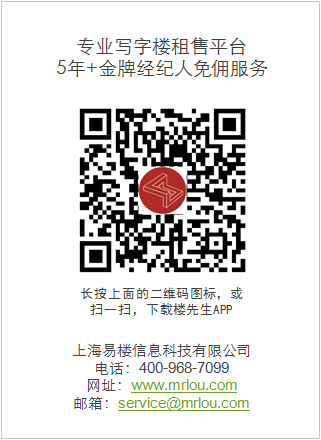 专业写字楼租售平台
5年+金牌经纪人免佣服务
长按上面的二维码图标，或
扫一扫，下载楼先生APP
上海易楼信息科技有限公司
电话：400-968-7099
网址：www.mrlou.com
邮箱：service@mrlou.com